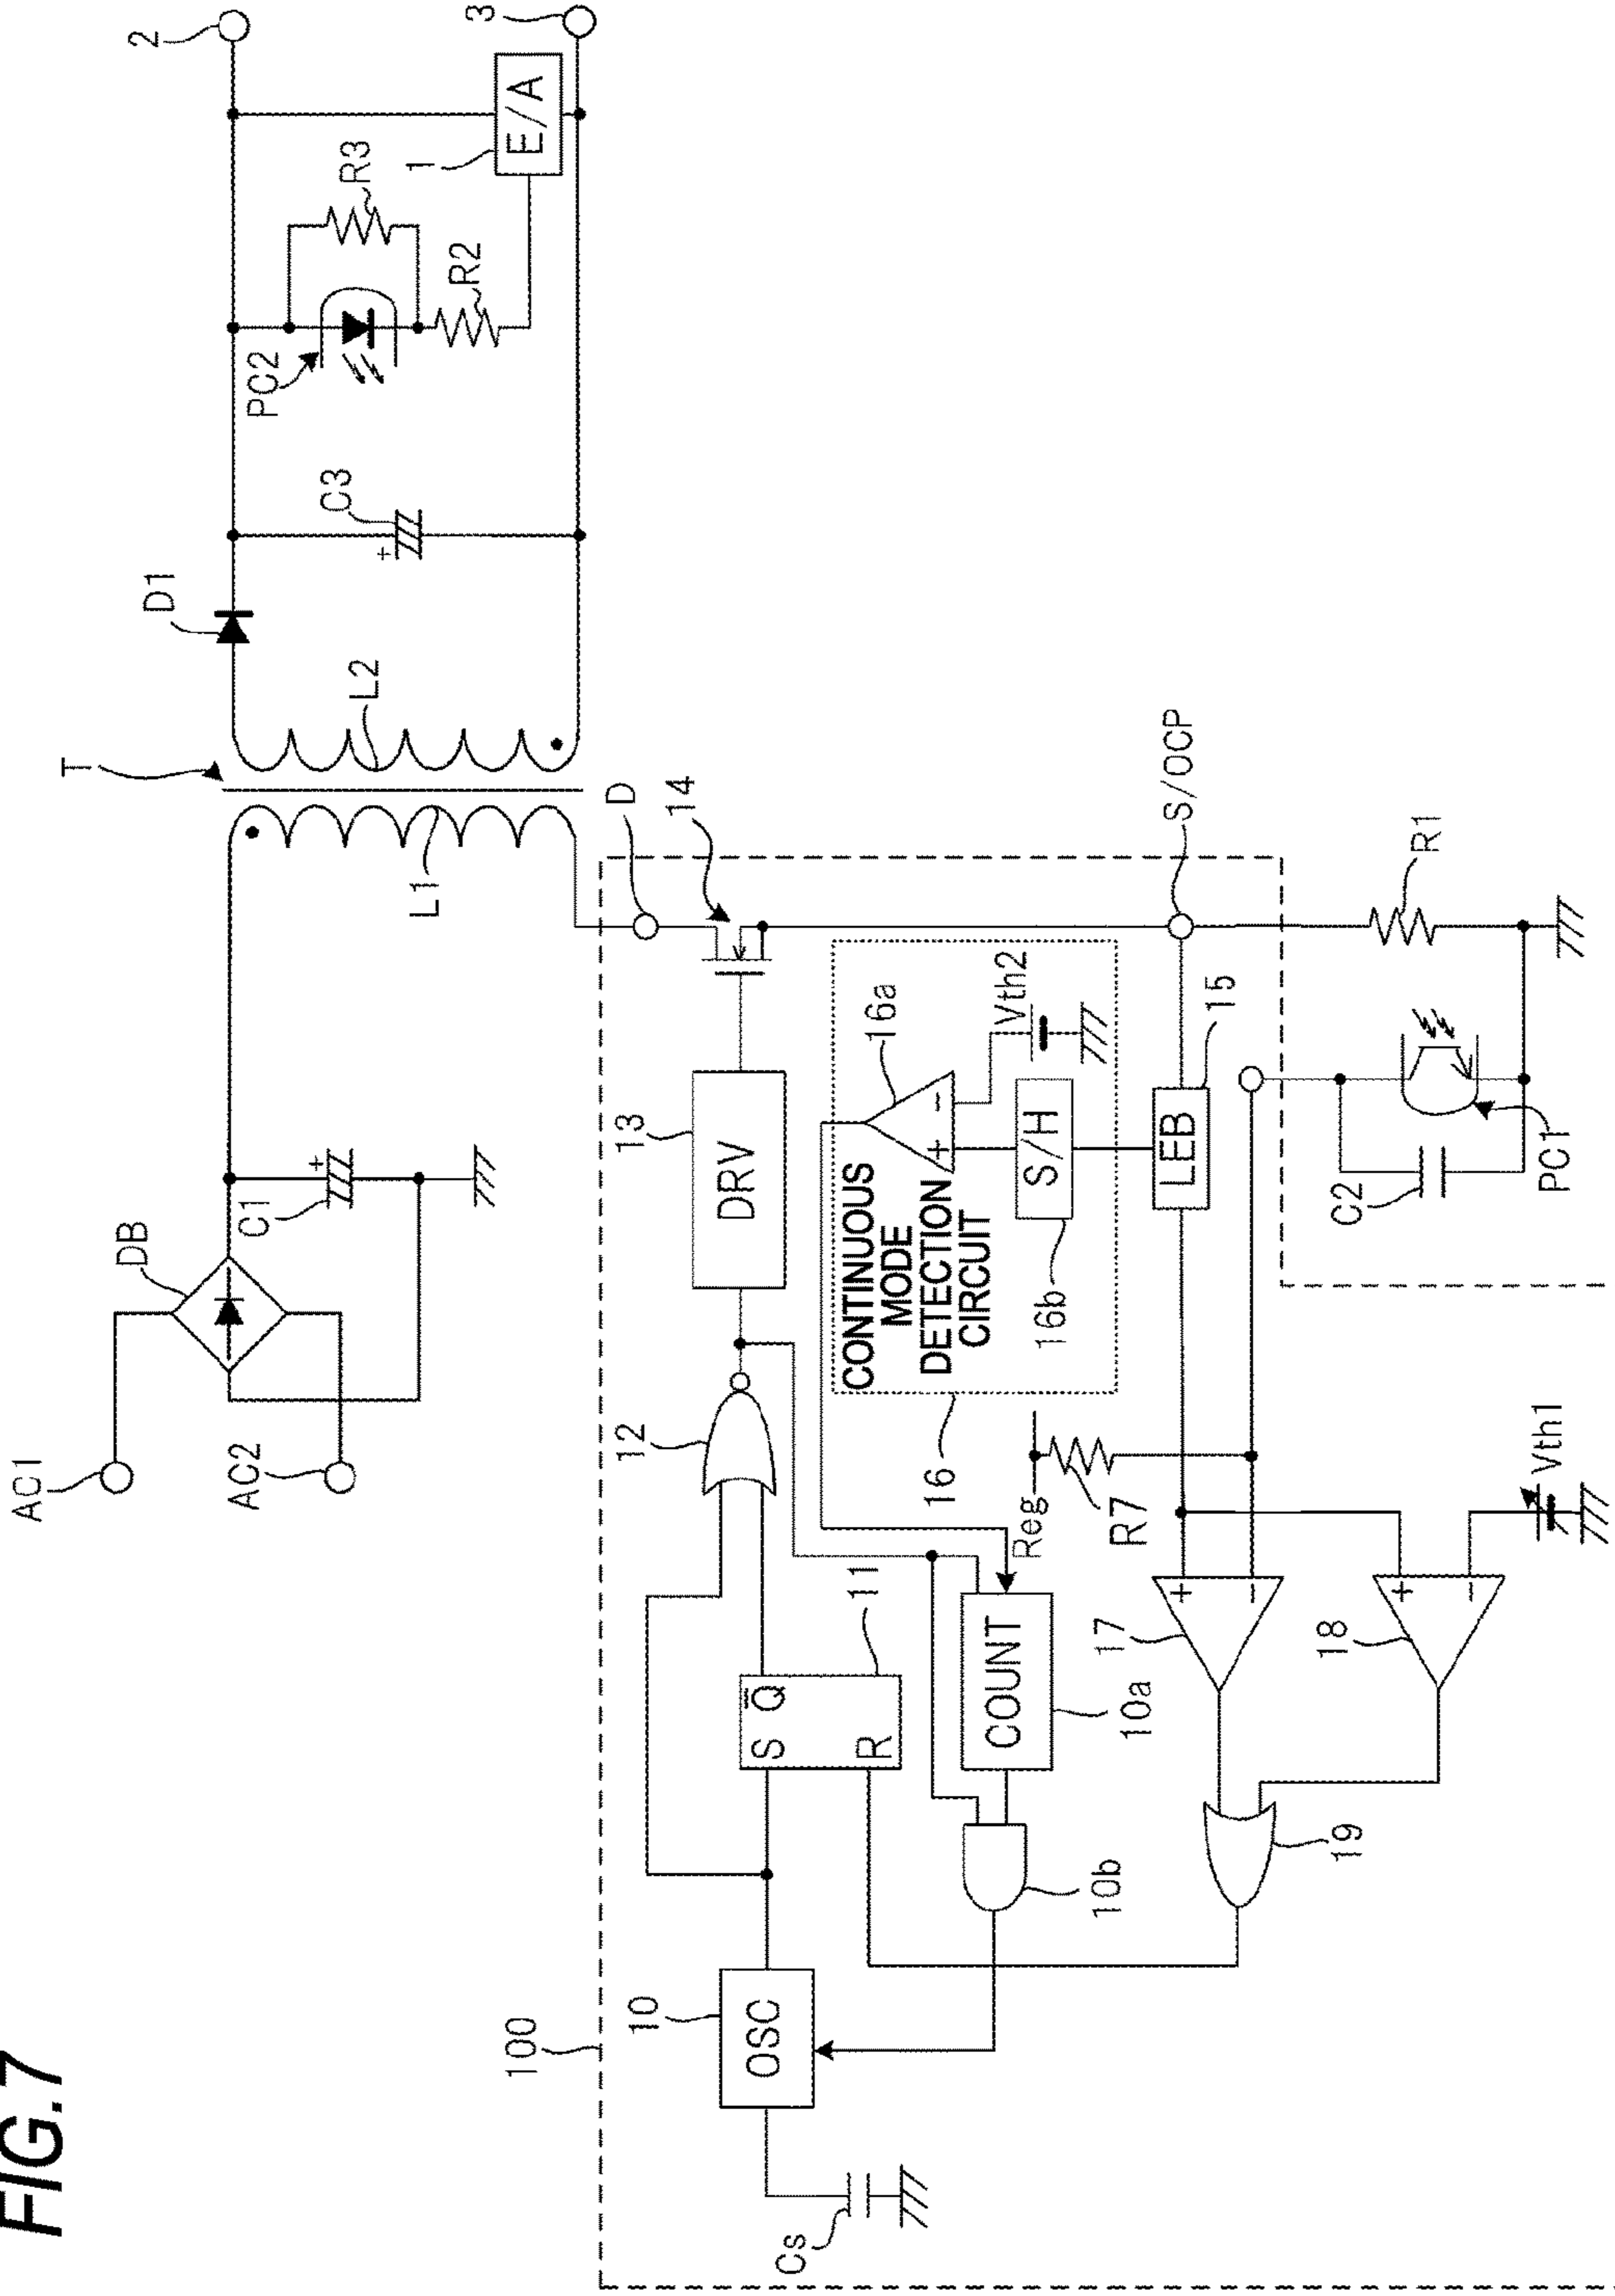 FIG.7
AC1
AC2
DB
C1
+
T
L1
L2
D1
C3
+
PC2
R3
R2
1
E/A
2
3
100
10
OSC
Cs
S
R
Q̅
11
12
13
DRV
D
14
COUNT
10a
10b
16
CONTINUOUS
MODE
DETECTION
CIRCUIT
16a
+
−
Vth2
S/H
16b
S/OCP
LEB
15
Reg
R7
17
+
−
18
+
−
Vth1
19
R1
C2
PC1